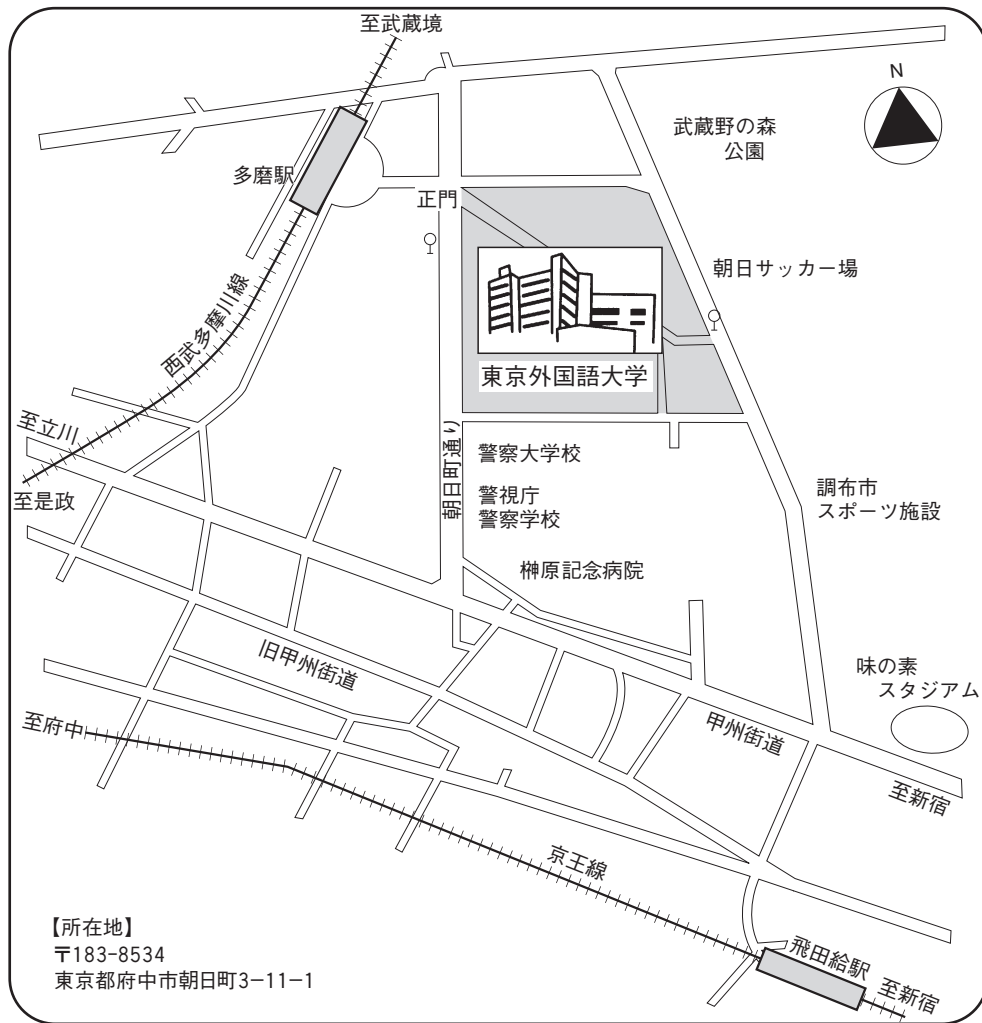 至武蔵境
N
武蔵野の森
公園
多磨駅
正門
朝日サッカー場
西武多摩川線
東京外国語大学
至立川
朝日町通り
警察大学校
至是政
警視庁
警察学校
調布市
スポーツ施設
榊原記念病院
旧甲州街道
味の素
スタジアム
至府中
甲州街道
至新宿
京王線
【所在地】
〒183-8534
東京都府中市朝日町3−11−1
飛田給駅
至新宿